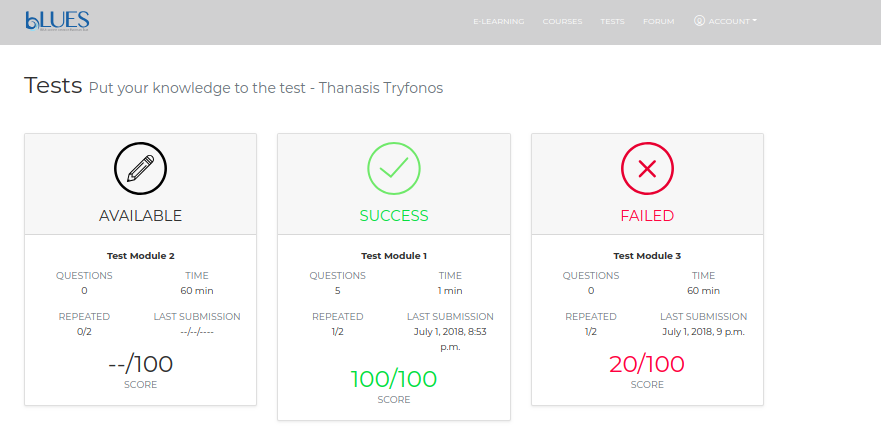 bLUES
E-LEARNING COURSES TESTS FORUM ACCOUNT
Tests Put your knowledge to the test - Thanasis Tryfonos
AVAILABLE
Test Module 2
QUESTIONS TIME
0 60 min
REPEATED LAST SUBMISSION
0/2 --/--/----
--/100
SCORE
SUCCESS
Test Module 1
QUESTIONS TIME
5 1 min
REPEATED LAST SUBMISSION
1/2 July 1, 2018, 8:53
p.m.
100/100
SCORE
FAILED
Test Module 3
QUESTIONS TIME
0 60 min
REPEATED LAST SUBMISSION
1/2 July 1, 2018, 9 p.m.
20/100
SCORE